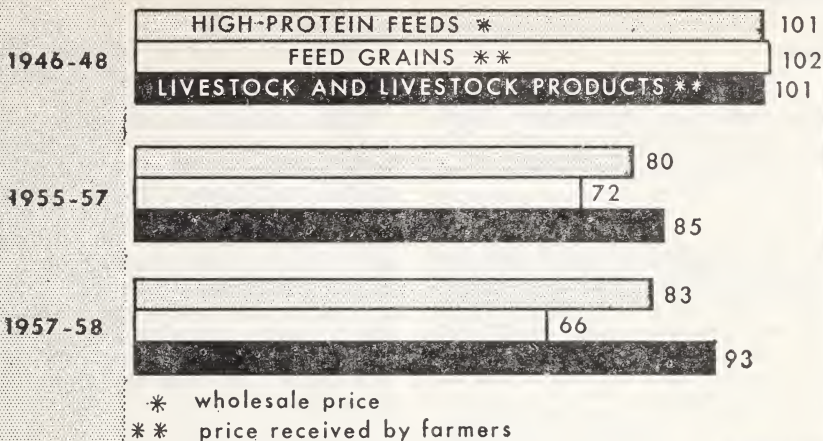 HIGH-PROTEIN FEEDS * 101
1946-48 FEED GRAINS ** 102
LIVESTOCK AND LIVESTOCK PRODUCTS ** 101
80
1955-57 72
85
83
1957-58 66
93
* wholesale price
** price received by farmers